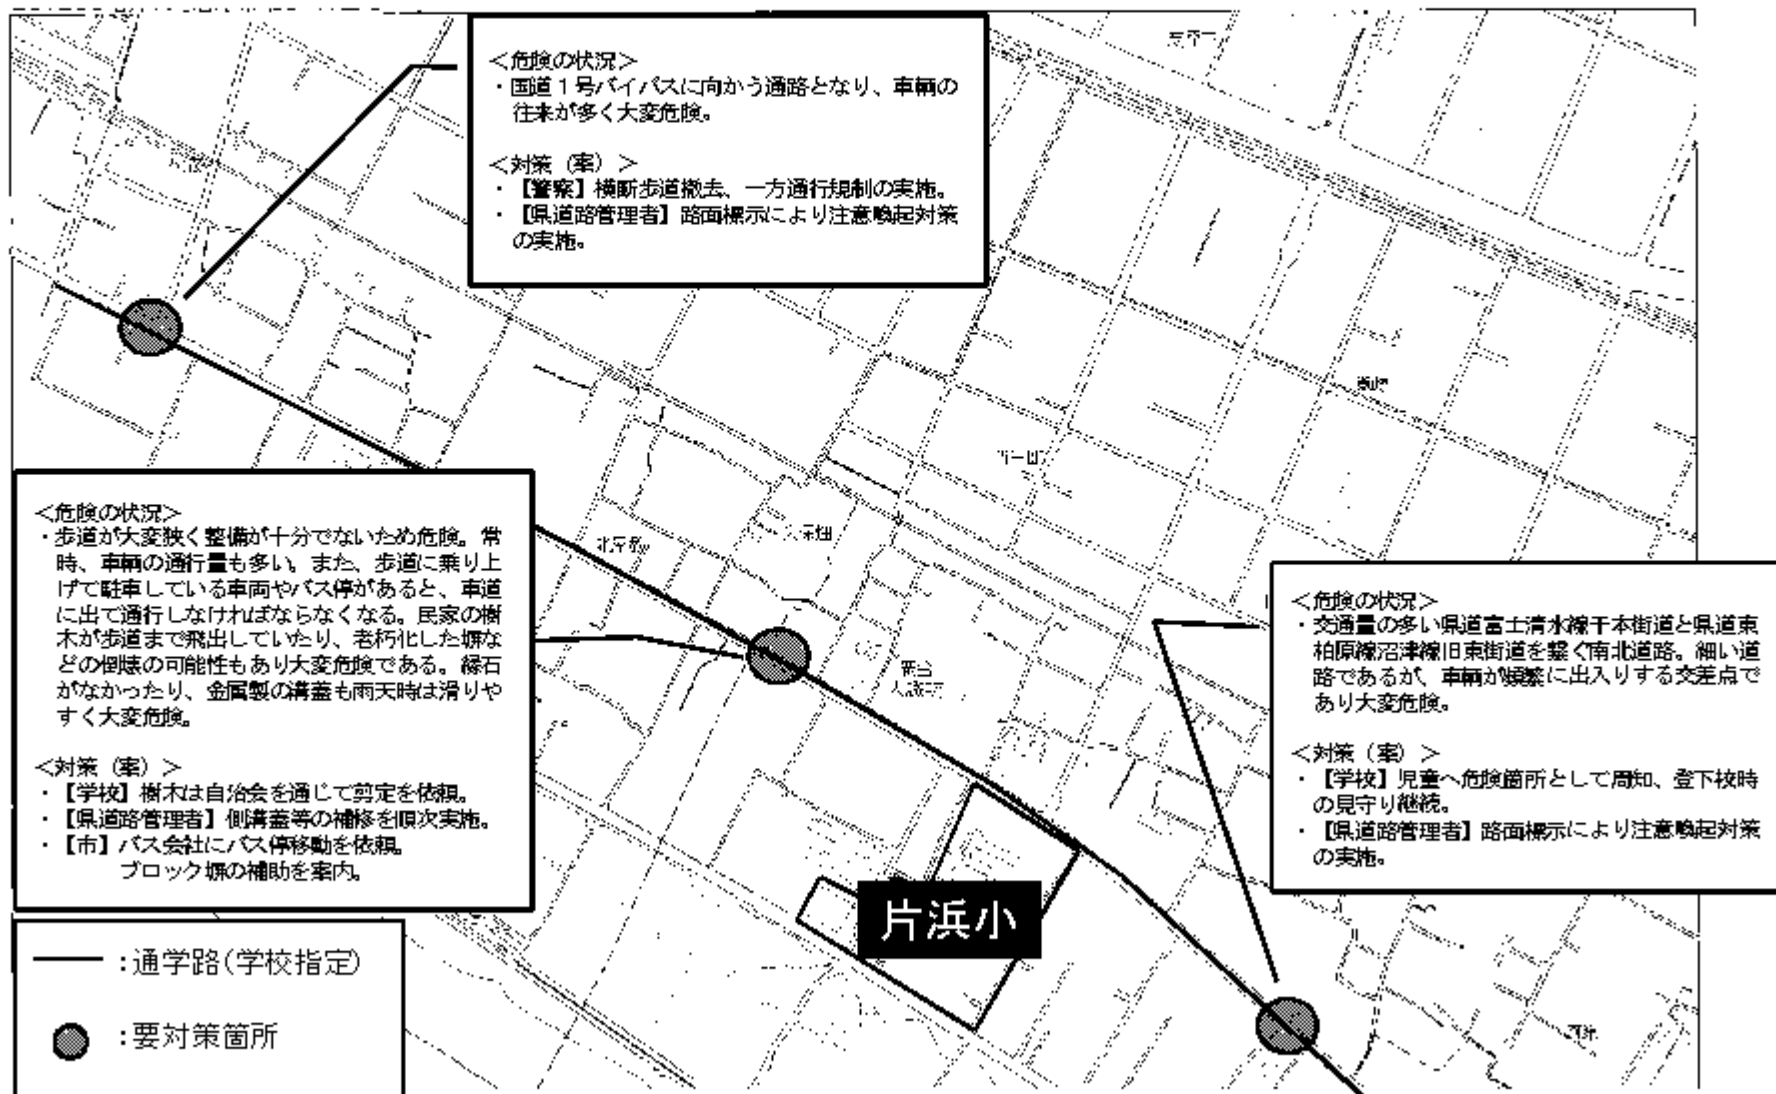 ＜危険の状況＞
・国道１号バイパスに向かう通路となり、車輌の
往来が多く大変危険。
＜対策（案）＞
・【警察】横断歩道撤去、一方通行規制の実施。
・【県道路管理者】路面標示により注意喚起対策
の実施。
＜危険の状況＞
・歩道が大変狭く整備が十分でないため危険。常
時、車輌の通行量も多い。また、歩道に乗り上
げて駐車している車両やバス停があると、車道
に出て通行しなければならなくなる。民家の樹
木が歩道まで飛出していたり、老朽化した塀な
どの倒壊の可能性もあり大変危険である。縁石
がなかったり、金属製の溝蓋も雨天時は滑りや
すく大変危険。
＜対策（案）＞
・【学校】樹木は自治会を通じて剪定を依頼。
・【県道路管理者】側溝蓋等の補修を順次実施。
・【市】バス会社にバス停移動を依頼。
ブロック塀の補助を案内。
＜危険の状況＞
・交通量の多い県道富士清水線千本街道と県道東
柏原線沼津線旧東街道を繋ぐ南北道路。細い道
路であるが、車輌が頻繁に出入りする交差点で
あり大変危険。
＜対策（案）＞
・【学校】児童へ危険箇所として周知、登下校時
の見守り継続。
・【県道路管理者】路面標示により注意喚起対策
の実施。
片浜小
：通学路(学校指定)
：要対策箇所